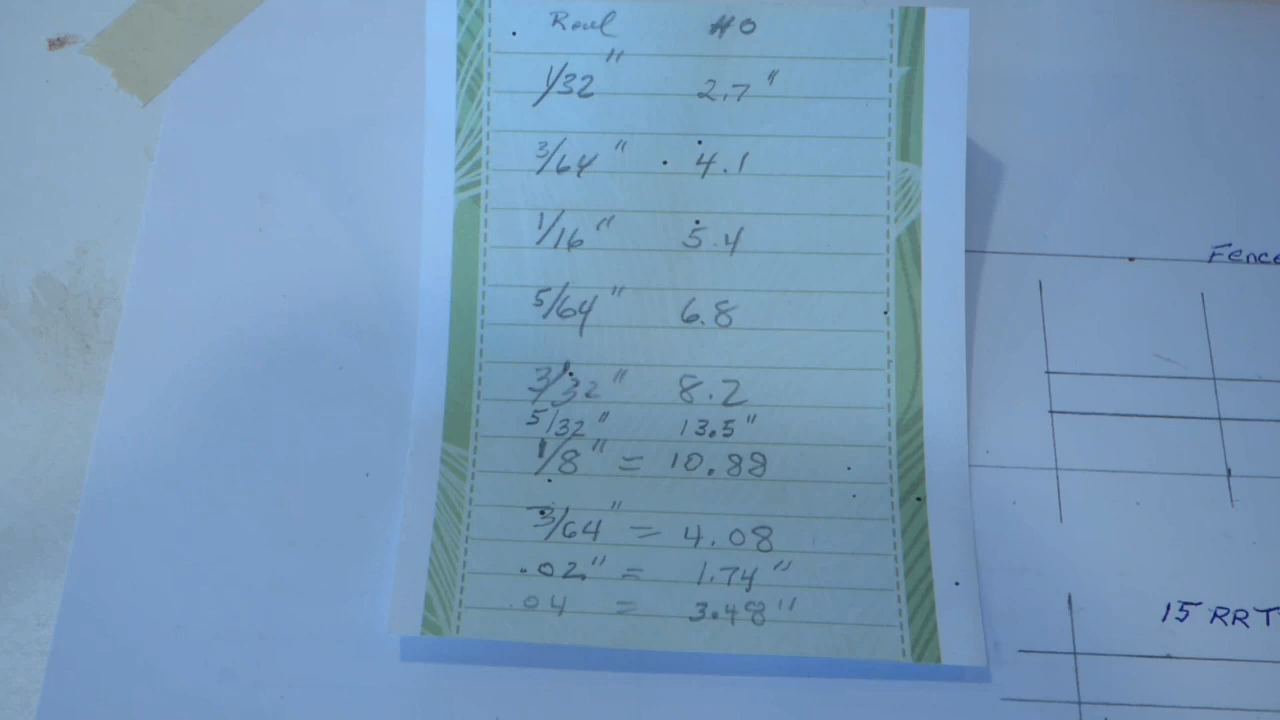 Real HO
1/32" 2.7"
3/64" 4.1
1/16" 5.4
5/64" 6.8
3/32" 8.2
5/32" 13.5"
1/8" = 10.88
3/64" = 4.08
.02" = 1.74"
.04 = 3.48"
Fence
15 RRT